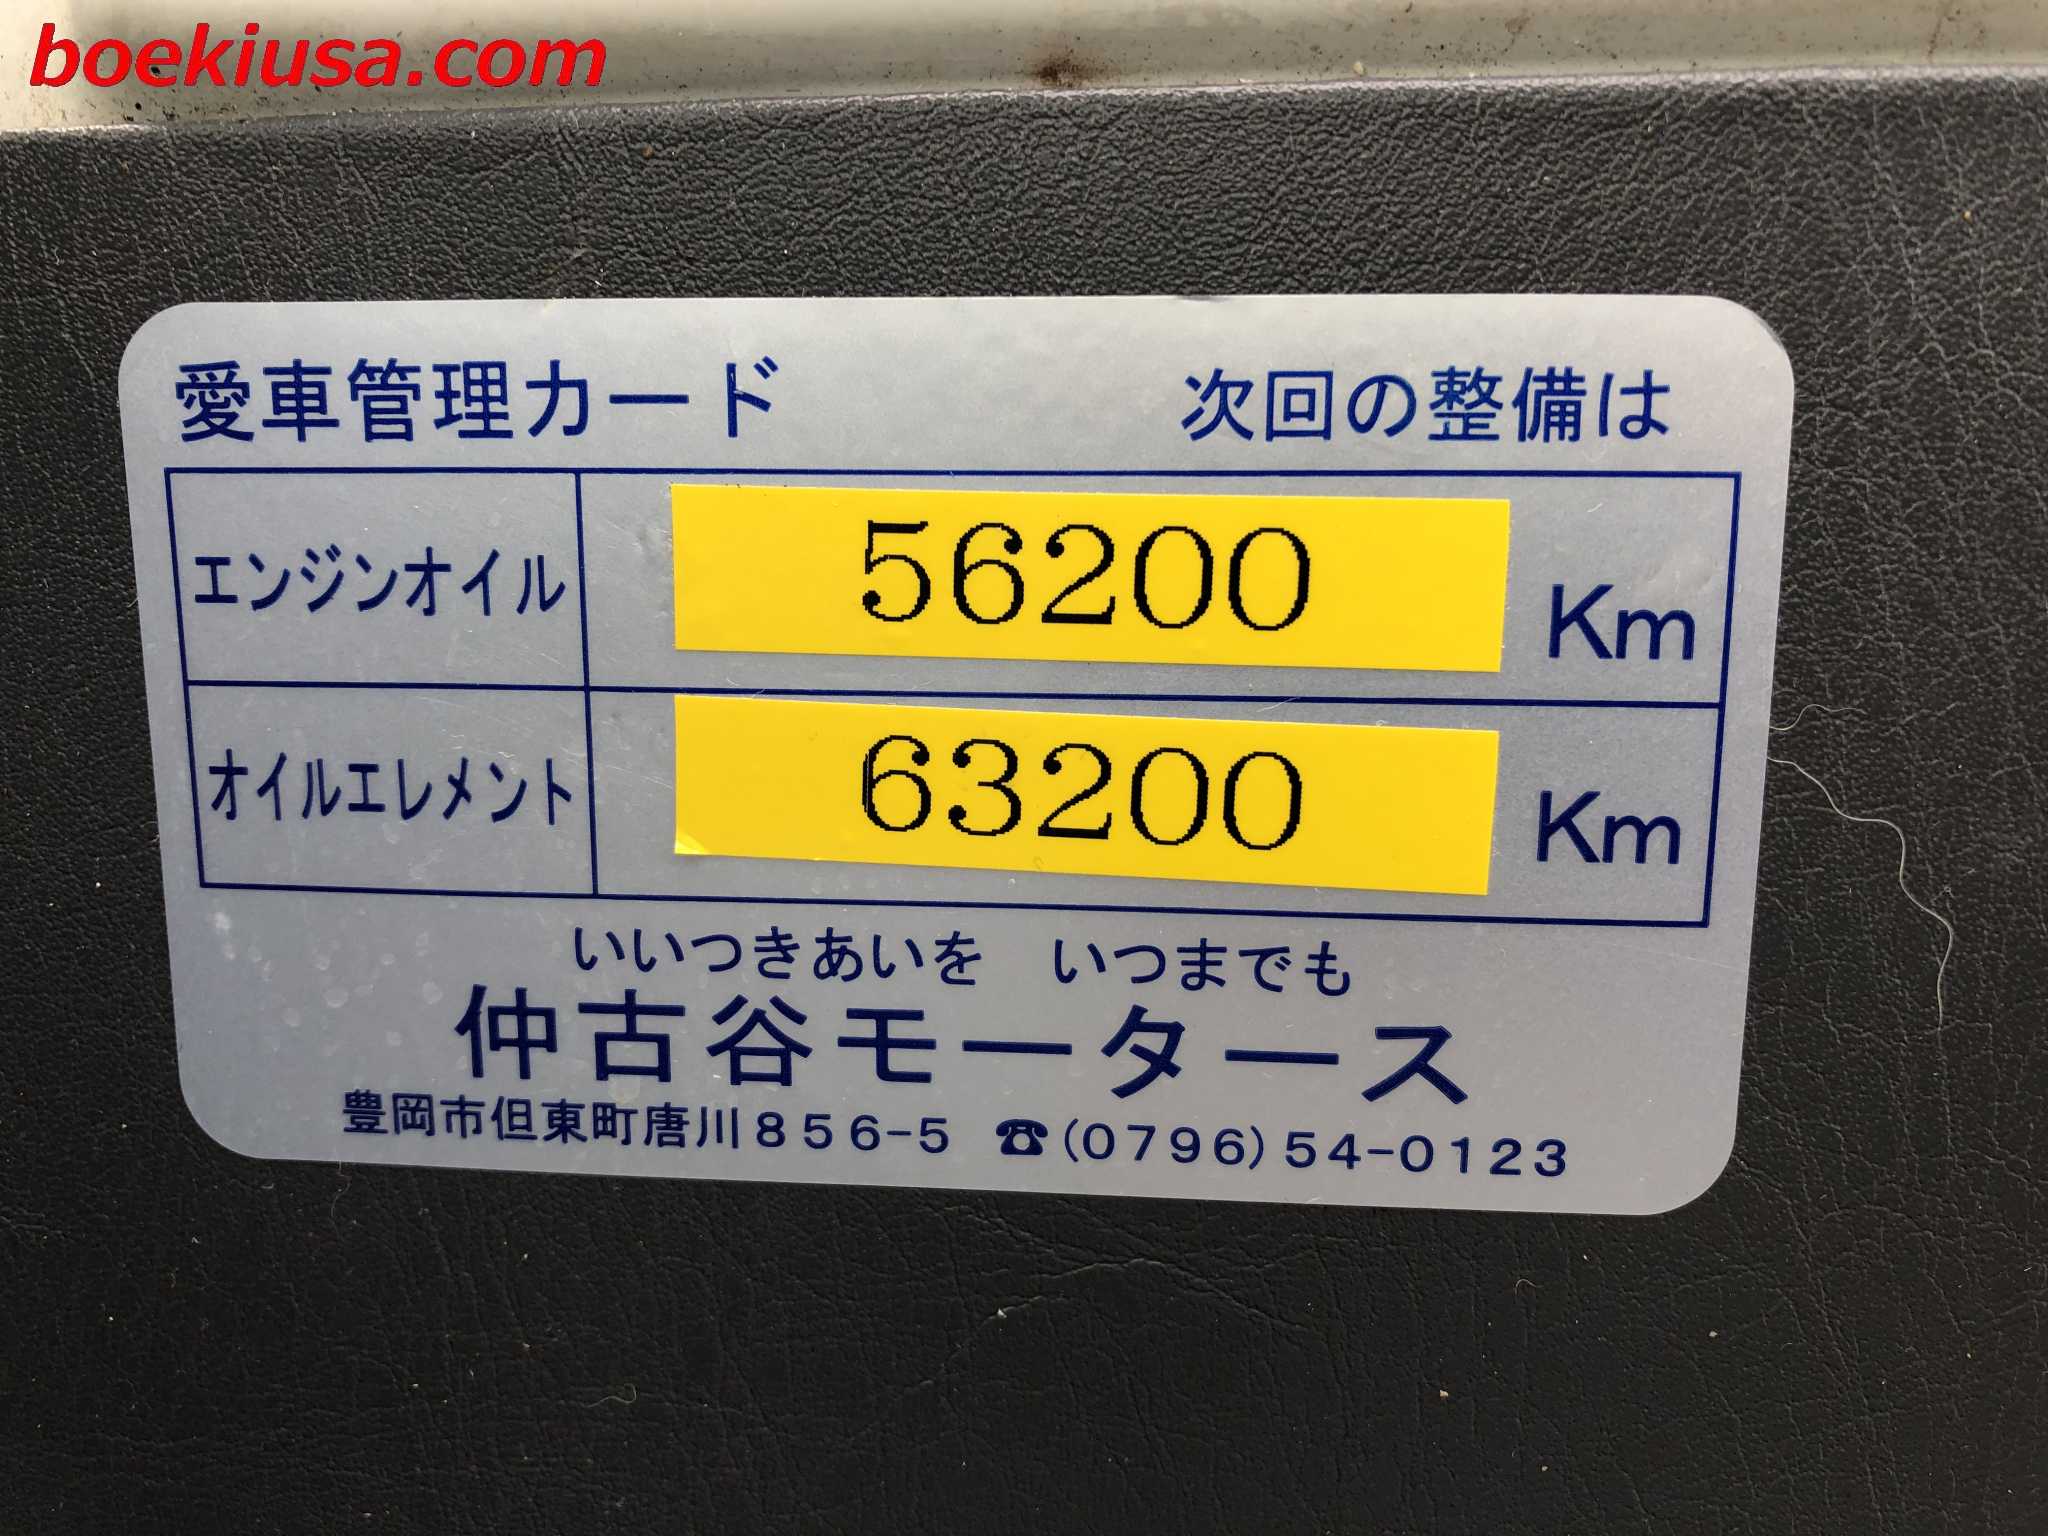 boekiusa.com
愛車管理カード 次回の整備は
エンジンオイル 56200 Km
オイルエレメント 63200 Km
いいつきあいを いつまでも
仲古谷モータース
豊岡市但東町唐川856-5 ☎(0796)54-0123